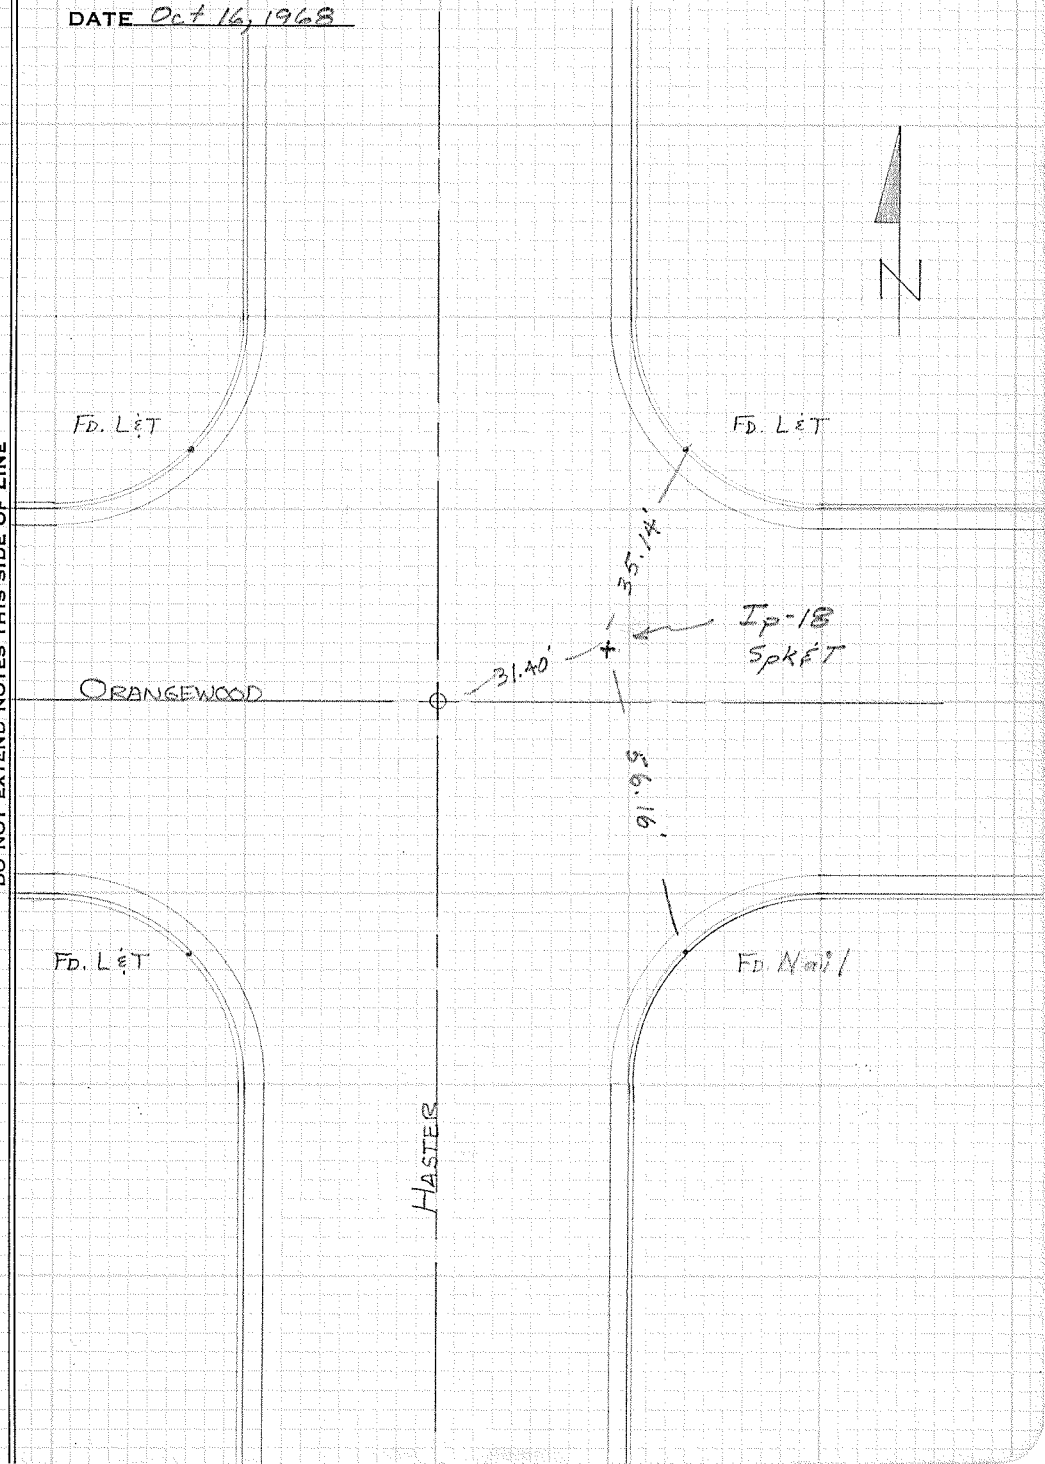 DATE Oct 16, 1968
N
FD. L&T
FD. L&T
DO NOT EXTEND NOTES THIS SIDE OF LINE
35.14'
Ip-18
Spk&T
31.40'
ORANGEWOOD
56.16'
FD. L&T
FD. Nail
HASTER